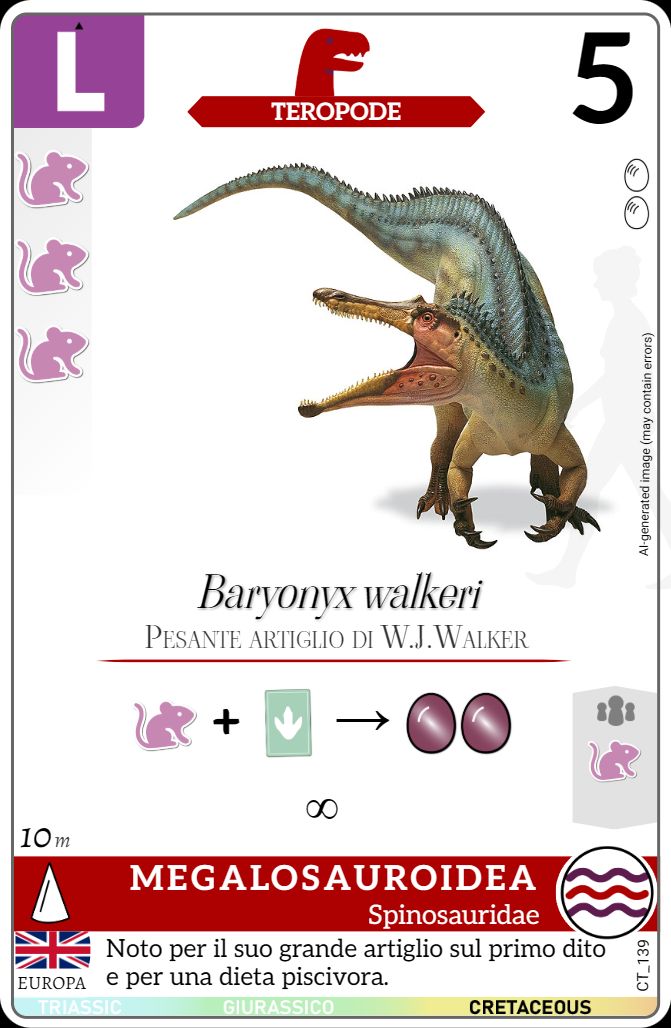 L
TEROPODE
5
AI-generated image (may contain errors)
Baryonyx walkeri
PESANTE ARTIGLIO DI W.J.WALKER
+ → 
∞
10 m
MEGALOSAUROIDEA
Spinosauridae
Noto per il suo grande artiglio sul primo dito
e per una dieta piscivora.
EUROPA
CT_139
TRIASSIC GIURASSICO CRETACEOUS